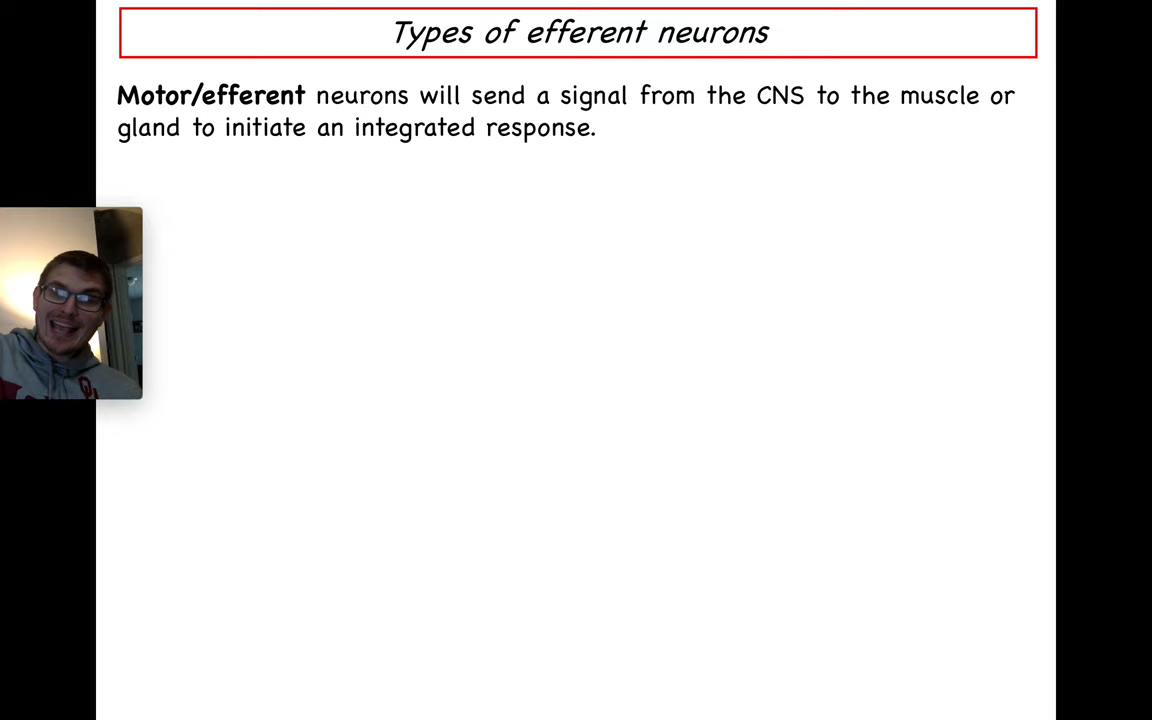 Types of efferent neurons
Motor/efferent neurons will send a signal from the CNS to the muscle or
gland to initiate an integrated response.
OU